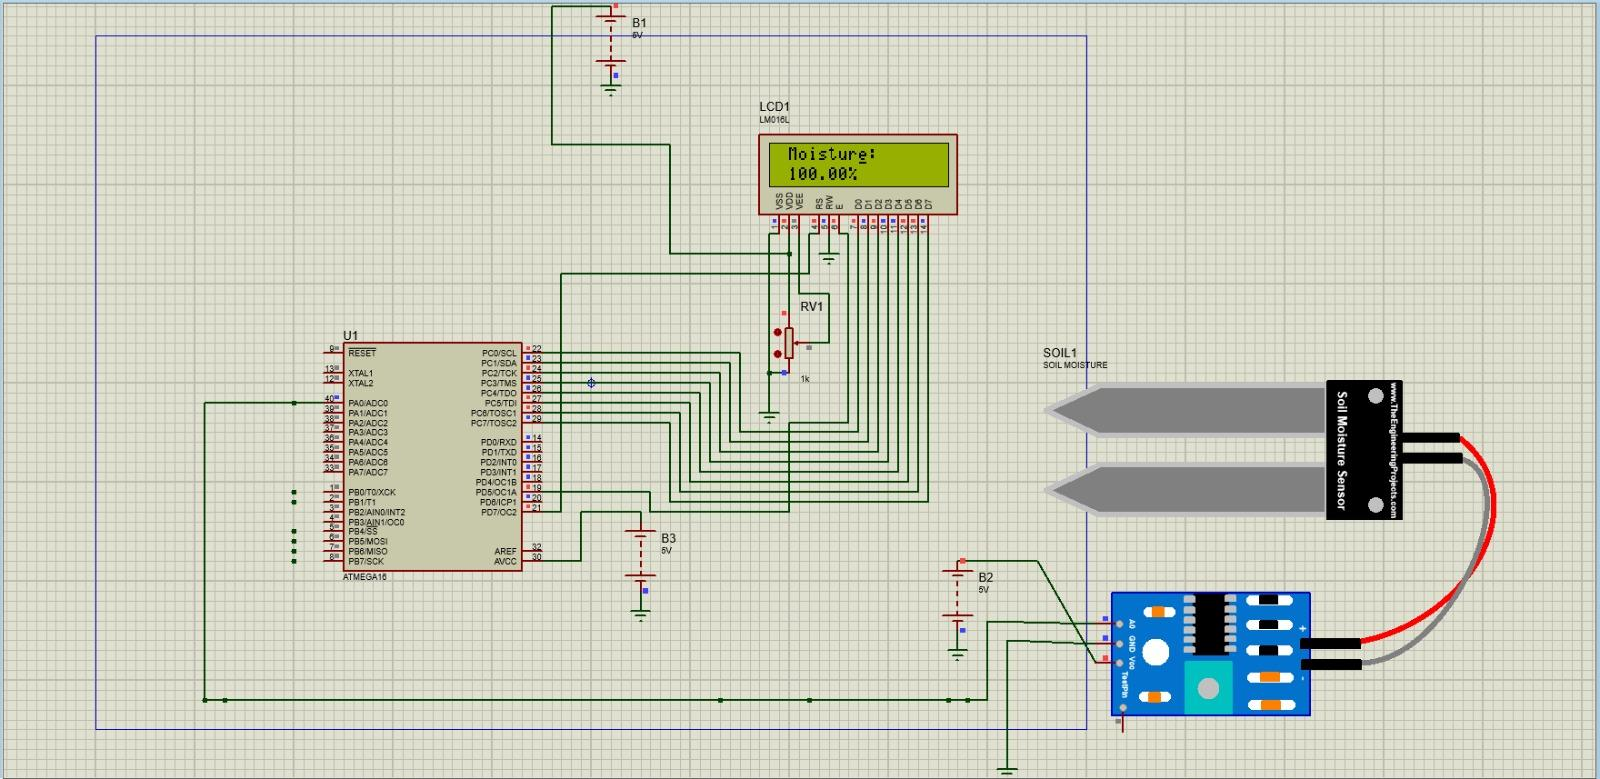 B1
5V
LCD1
LM016L
Moisture:
100.00%
VSS
VDD
VEE
RS
RW
E
D0
D1
D2
D3
D4
D5
D6
D7
1
2
3
4
5
6
7
8
9
10
11
12
13
14
RV1
1k
U1
9 RESET PC0/SCL 22
PC1/SDA 23
13 XTAL1 PC2/TCK 24
12 XTAL2 PC3/TMS 25
PC4/TDO 26
40 PA0/ADC0 PC5/TDI 27
39 PA1/ADC1 PC6/TOSC1 28
38 PA2/ADC2 PC7/TOSC2 29
37 PA3/ADC3
36 PA4/ADC4 PD0/RXD 14
35 PA5/ADC5 PD1/TXD 15
34 PA6/ADC6 PD2/INT0 16
33 PA7/ADC7 PD3/INT1 17
PD4/OC1B 18
1 PB0/T0/XCK PD5/OC1A 19
2 PB1/T1 PD6/ICP1 20
3 PB2/AIN0/INT2 PD7/OC2 21
4 PB3/AIN1/OC0
5 PB4/SS
6 PB5/MOSI
7 PB6/MISO AREF 32
8 PB7/SCK AVCC 30
ATMEGA16
B3
5V
B2
5V
SOIL1
SOIL MOISTURE
Soil Moisture Sensor
www.TheEngineeringProjects.com
A0
GND
Vcc
TestPin
+
-